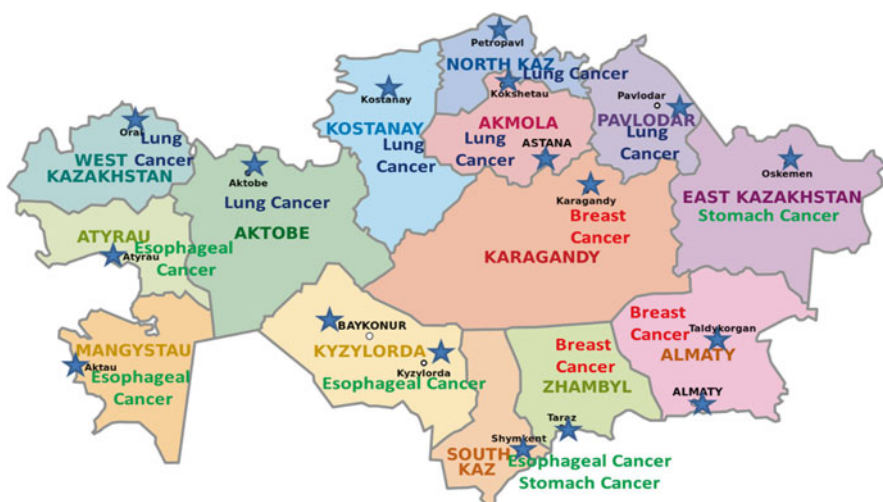 Petropavl
NORTH KAZ
Lung Cancer
Kokshetau
Kostanay
KOSTANAY
Lung
Cancer
AKMOLA
Lung
Cancer
ASTANA
Pavlodar
PAVLODAR
Lung
Cancer
Oral
Lung
Cancer
WEST
KAZAKHSTAN
Aktobe
Lung Cancer
AKTOBE
Karagandy
Breast
Cancer
KARAGANDY
Oskemen
EAST KAZAKHSTAN
Stomach Cancer
ATYRAU
Esophageal
Cancer
Atyrau
MANGYSTAU
Aktau
Esophageal
Cancer
BAYKONUR
KYZYLORDA
Kyzylorda
Esophageal Cancer
Breast
Cancer
ZHAMBYL
Taraz
Breast
Cancer
Taldykorgan
ALMATY
ALMATY
Shymkent
SOUTH
KAZ
Esophageal Cancer
Stomach Cancer